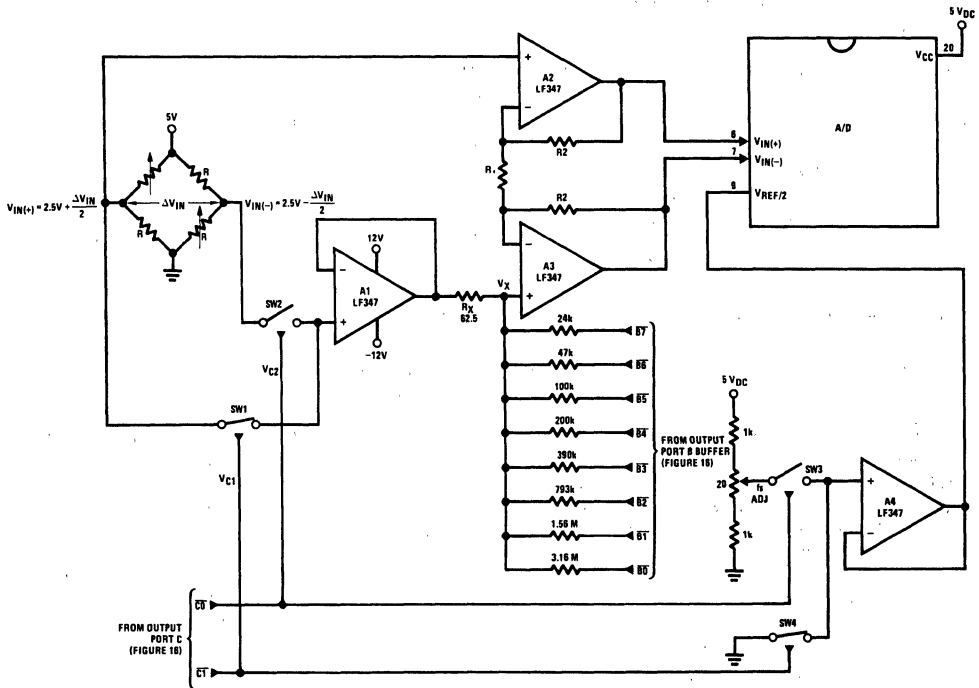 5 VDC
20
VCC
A/D
6
VIN(+)
7
VIN(−)
9
VREF/2
+
A2
LF347
−
R2
R1
R2
−
A3
LF347
+
5V
R
R
R
ΔVIN
VIN(+) = 2.5V + ΔVIN/2
VIN(−) = 2.5V − ΔVIN/2
SW2
12V
−
A1
LF347
+
−12V
VX
RX
62.5
VC2
SW1
VC1
24k B7
47k B6
100k B5
200k B4
390k B3
793k B2
1.56 M B1
3.16 M B0
FROM OUTPUT
PORT B BUFFER
(FIGURE 16)
5 VDC
1k
20
fs
ADJ
1k
SW3
+
A4
LF347
−
SW4
C0
FROM OUTPUT
PORT C
(FIGURE 16)
C1